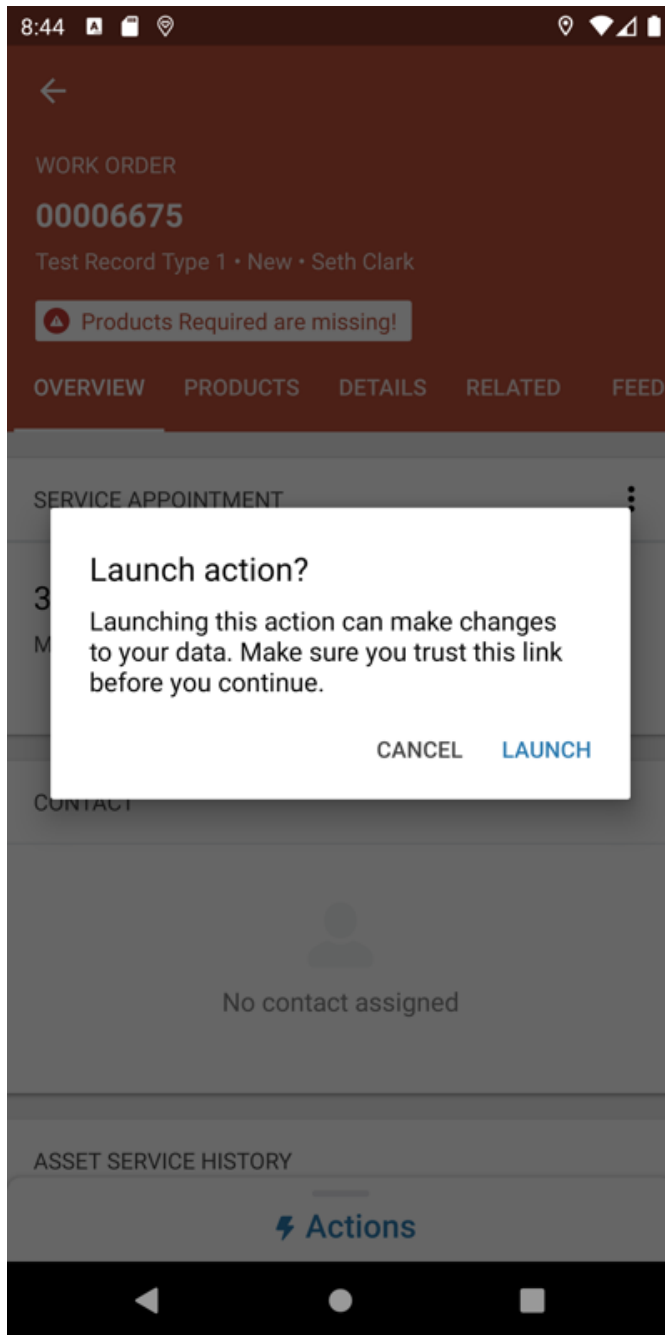 8:44
WORK ORDER
00006675
Test Record Type 1 • New • Seth Clark
Products Required are missing!
OVERVIEW PRODUCTS DETAILS RELATED FEED
SERVICE APPOINTMENT
3
M
Launch action?
Launching this action can make changes
to your data. Make sure you trust this link
before you continue.
CANCEL LAUNCH
CONTACT
No contact assigned
ASSET SERVICE HISTORY
Actions